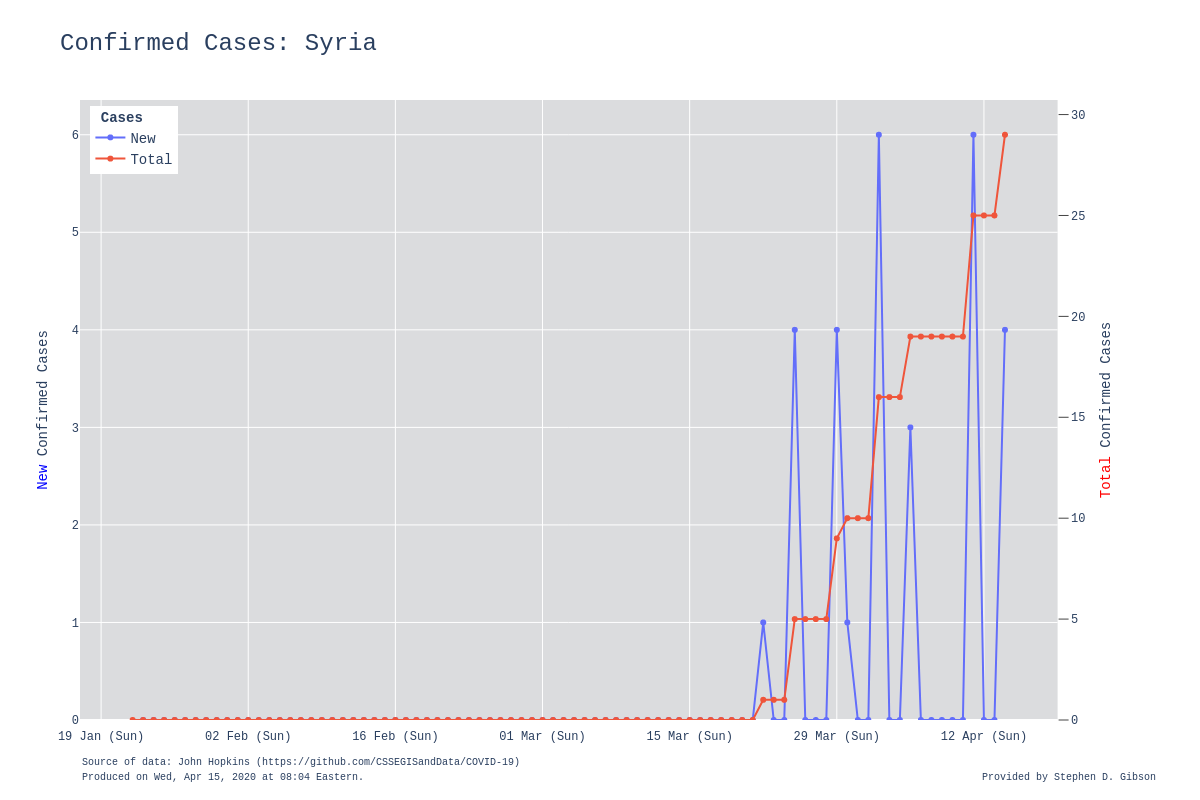 Confirmed Cases: Syria
Cases
New
Total
6
5
4
3
2
1
0
30
25
20
15
10
5
0
New Confirmed Cases
Total Confirmed Cases
19 Jan (Sun)
02 Feb (Sun)
16 Feb (Sun)
01 Mar (Sun)
15 Mar (Sun)
29 Mar (Sun)
12 Apr (Sun)
Source of data: John Hopkins (https://github.com/CSSEGISandData/COVID-19)
Produced on Wed, Apr 15, 2020 at 08:04 Eastern.
Provided by Stephen D. Gibson